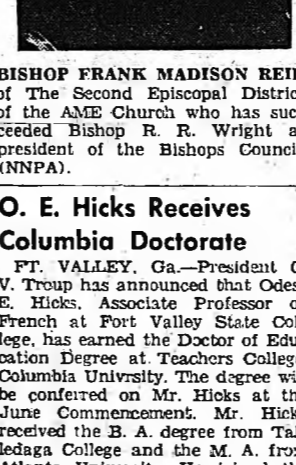 BISHOP FRANK MADISON REI
of The Second Episcopal Distric
of the AME Church who has suc
ceeded Bishop R. R. Wright a
president of the Bishops Counci
(NNPA).
O. E. Hicks Receives
Columbia Doctorate
FT. VALLEY, Ga.—President C
V. Troup has announced that Odes
E. Hicks, Associate Professor o
French at Fort Valley State Col
lege, has earned the Doctor of Edu
cation Degree at Teachers Colleg
Columbia Univrsity. The degree wi
be conferred on Mr. Hicks at th
June Commencement. Mr. Hick
received the B. A. degree from Tal
ledaga College and the M. A. fro